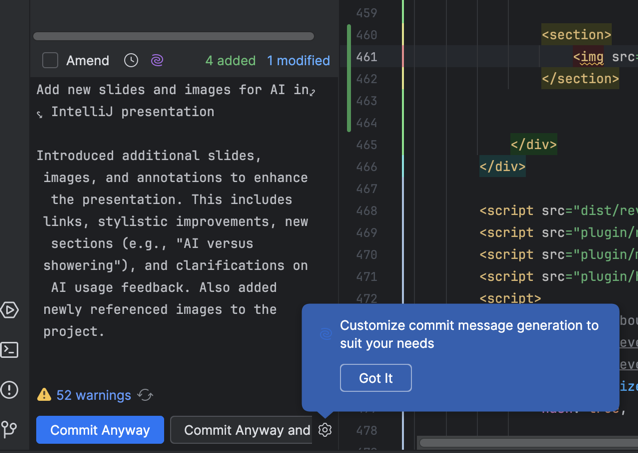 Amend
4 added
1 modified
Add new slides and images for AI in
IntelliJ presentation
Introduced additional slides,
images, and annotations to enhance
the presentation. This includes
links, stylistic improvements, new
sections (e.g., "AI versus
showering"), and clarifications on
AI usage feedback. Also added
newly referenced images to the
project.
52 warnings
Commit Anyway
Commit Anyway and
459
460 <section>
461 <img src=
462 </section>
463
464
465 </div>
466 </div>
467
468 <script src="dist/rev
469 <script src="plugin/
470 <script src="plugin/
471 <script src="plugin/
472 <script>
Customize commit message generation to
suit your needs
Got It
478